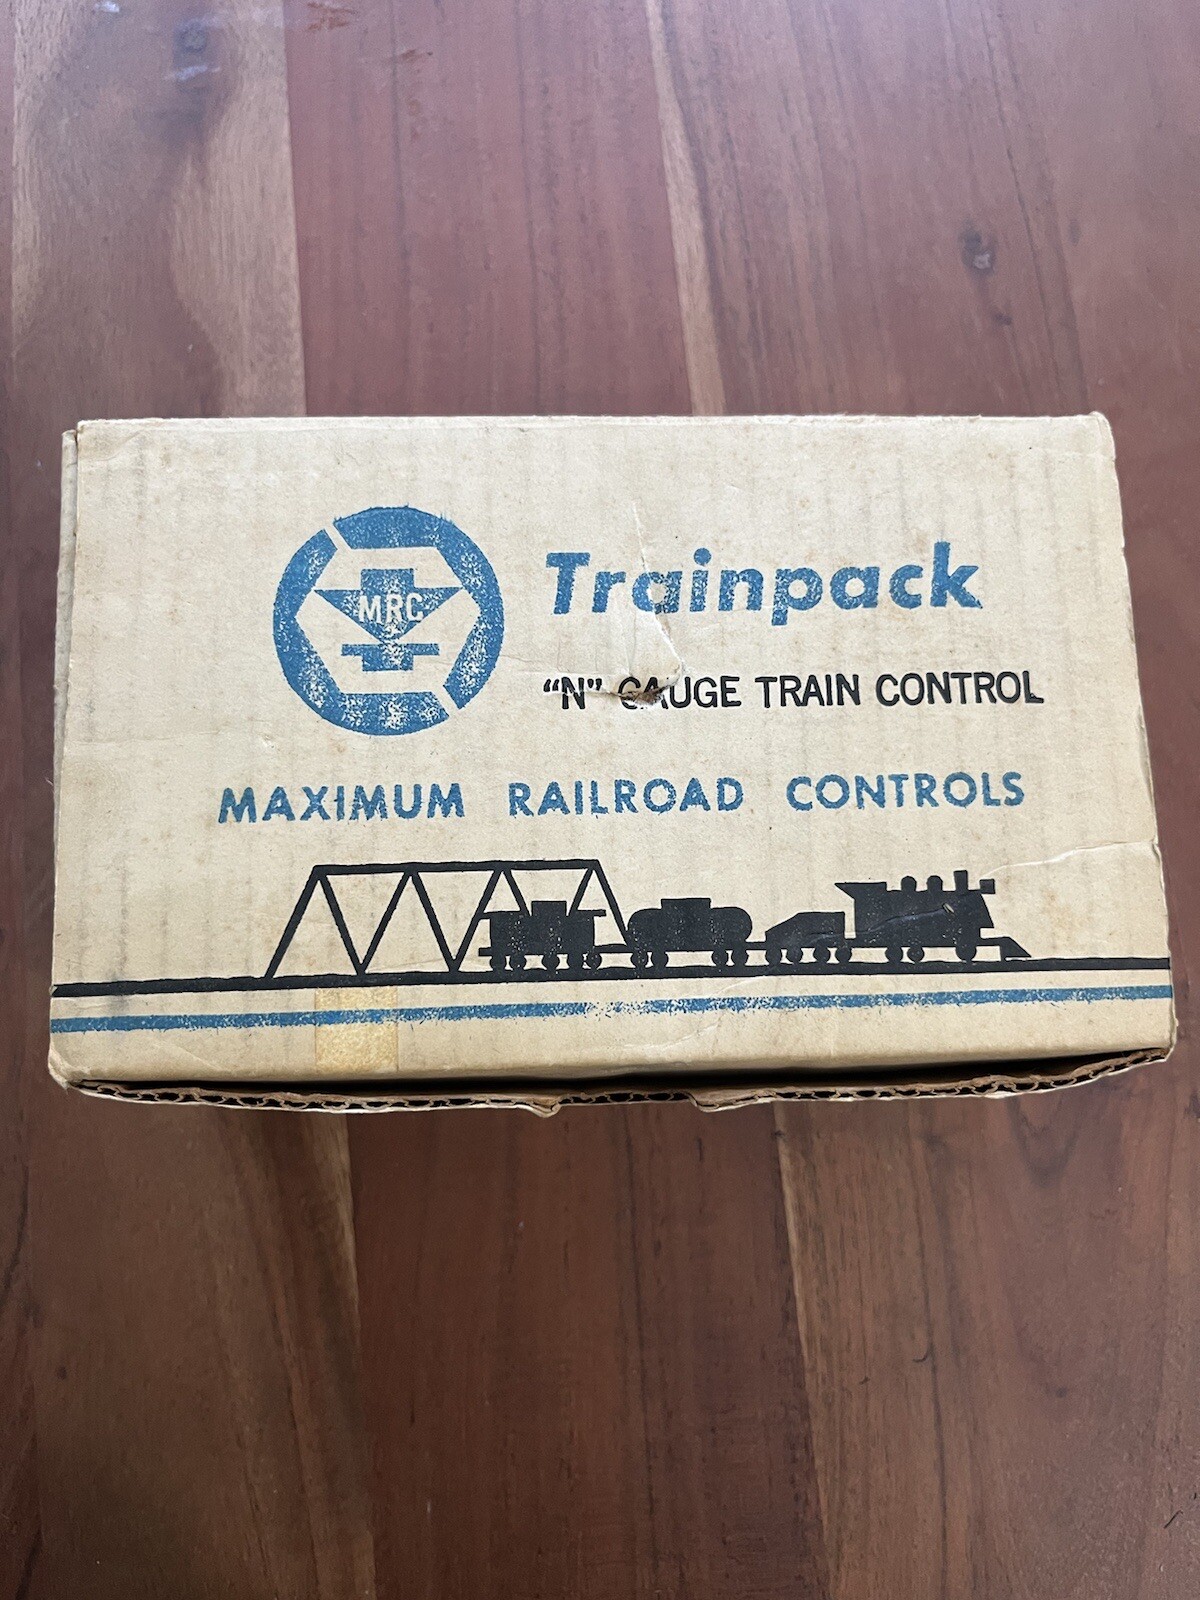 MRC
Trainpack
“N” GAUGE TRAIN CONTROL
MAXIMUM RAILROAD CONTROLS